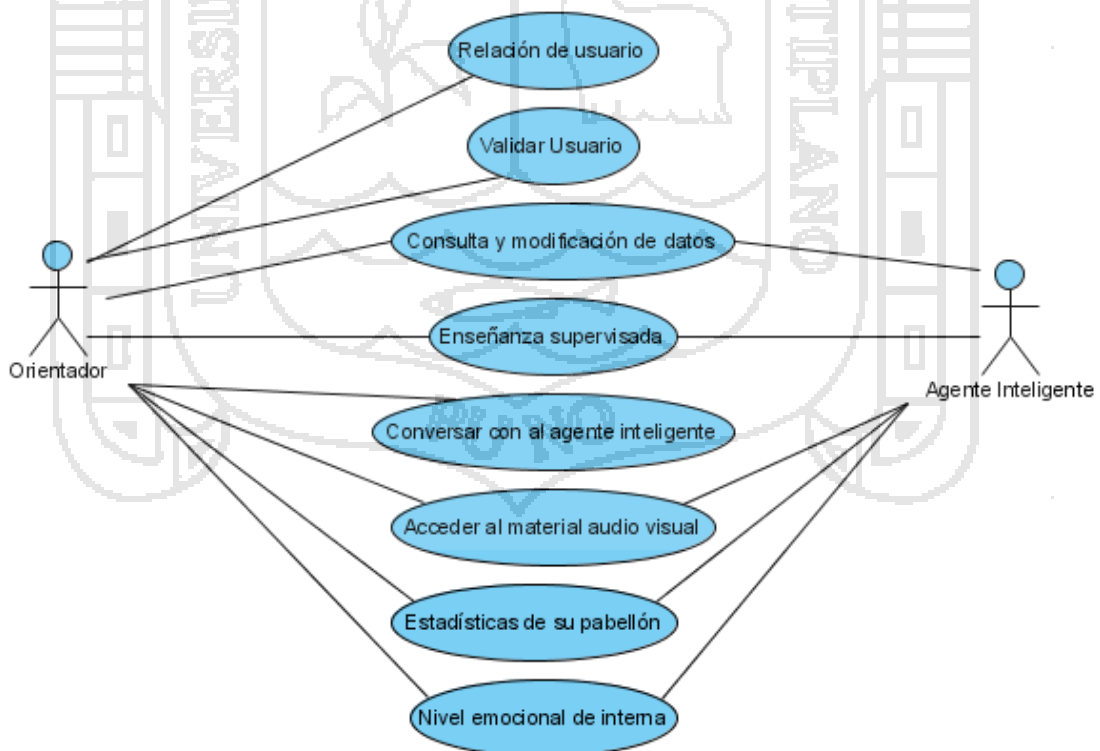 Relación de usuario
Validar Usuario
Consulta y modificación de datos
Enseñanza supervisada
Orientador
Agente Inteligente
Conversar con al agente inteligente
Acceder al material audio visual
Estadísticas de su pabellón
Nivel emocional de interna